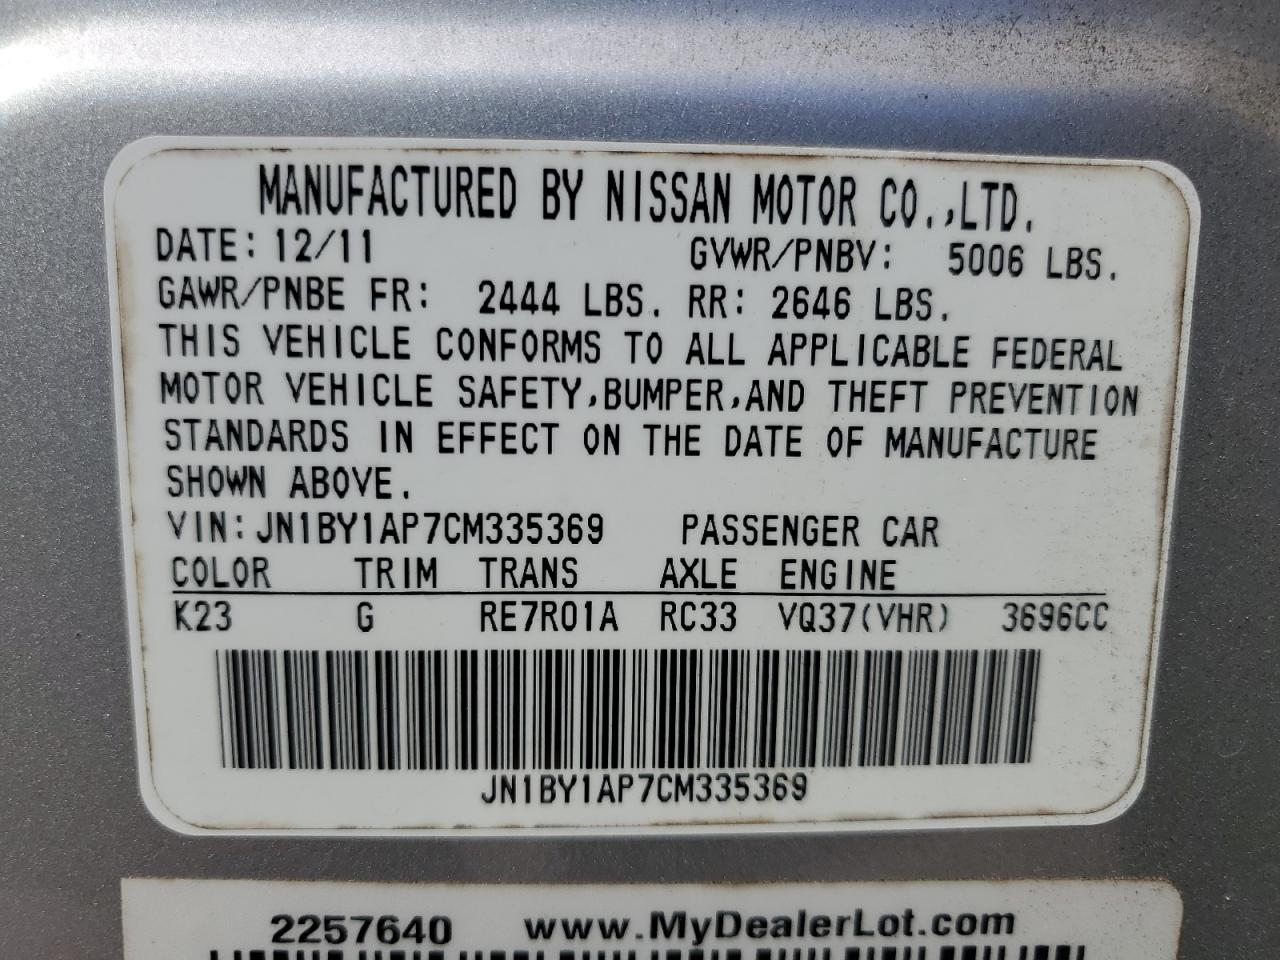 MANUFACTURED BY NISSAN MOTOR CO.,LTD.
DATE: 12/11 GVWR/PNBV: 5006 LBS.
GAWR/PNBE FR: 2444 LBS. RR: 2646 LBS.
THIS VEHICLE CONFORMS TO ALL APPLICABLE FEDERAL
MOTOR VEHICLE SAFETY,BUMPER,AND THEFT PREVENTION
STANDARDS IN EFFECT ON THE DATE OF MANUFACTURE
SHOWN ABOVE.
VIN:JN1BY1AP7CM335369 PASSENGER CAR
COLOR TRIM TRANS AXLE ENGINE
K23 G RE7R01A RC33 VQ37(VHR) 3696CC
JN1BY1AP7CM335369
2257640 www.MyDealerLot.com